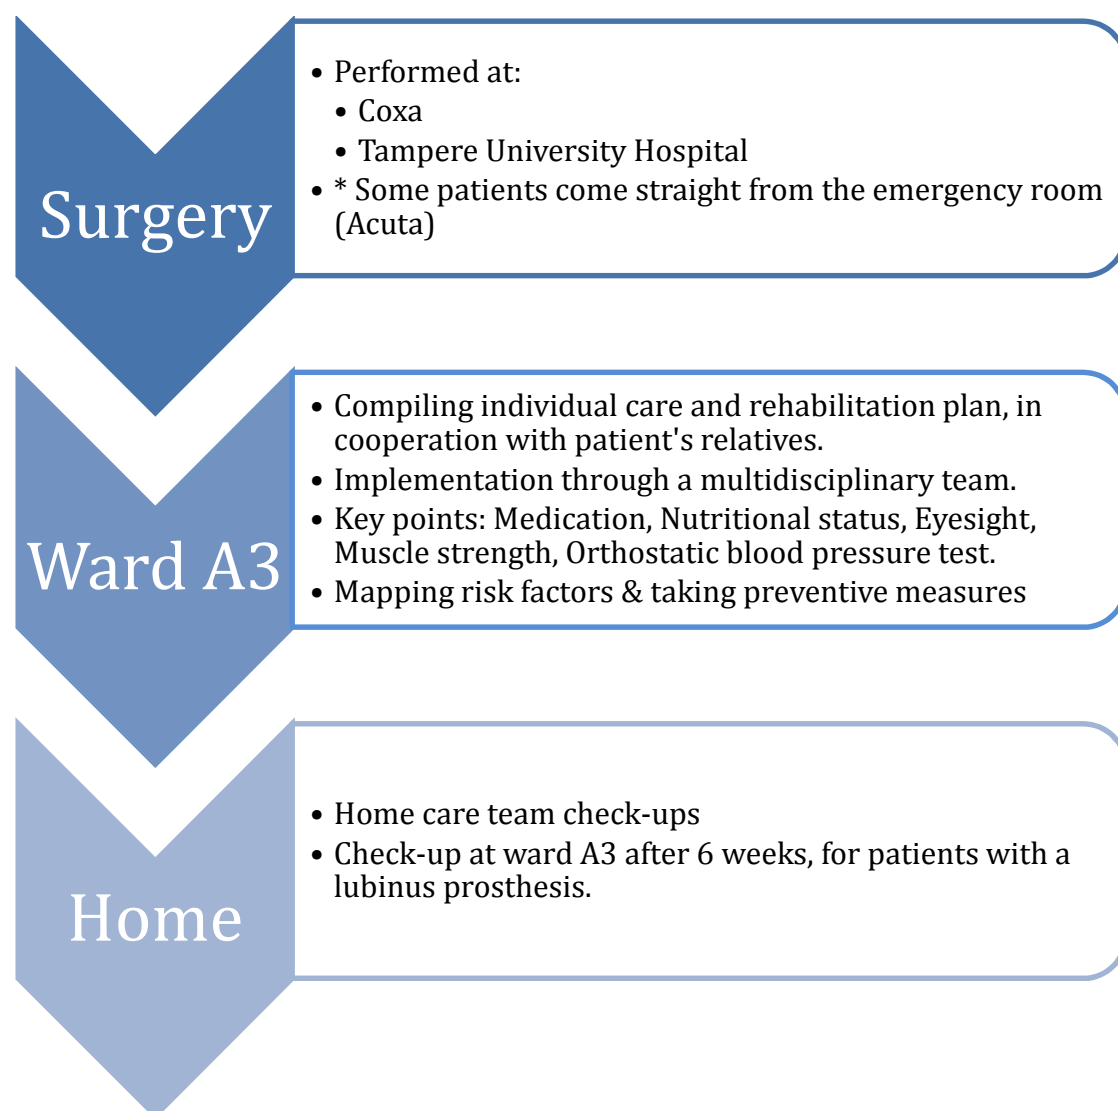 Surgery
• Performed at:
• Coxa
• Tampere University Hospital
• * Some patients come straight from the emergency room
(Acuta)
Ward A3
• Compiling individual care and rehabilitation plan, in
cooperation with patient's relatives.
• Implementation through a multidisciplinary team.
• Key points: Medication, Nutritional status, Eyesight,
Muscle strength, Orthostatic blood pressure test.
• Mapping risk factors & taking preventive measures
Home
• Home care team check-ups
• Check-up at ward A3 after 6 weeks, for patients with a
lubinus prosthesis.